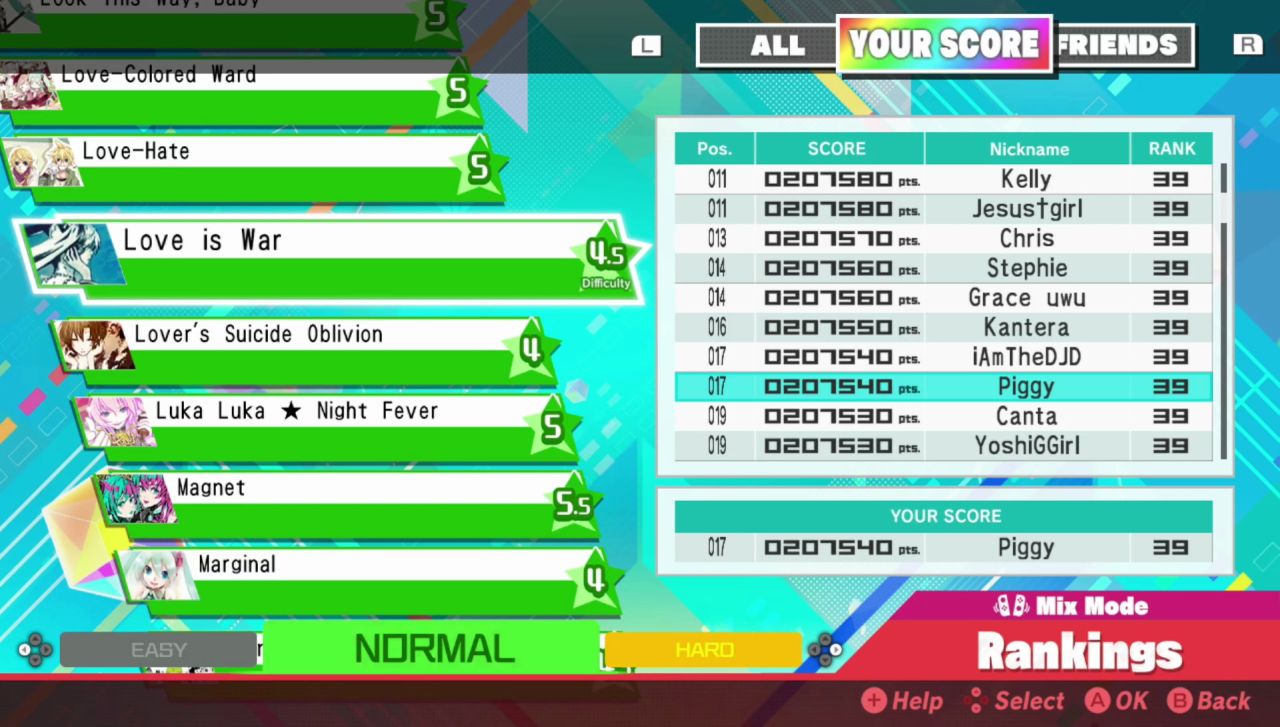 Look This Way, Baby
5
L
ALL
YOUR SCORE
FRIENDS
R
Love-Colored Ward
5
Love-Hate
5
Love is War
4.5
Difficulty
Lover's Suicide Oblivion
4
Luka Luka ★ Night Fever
5
Magnet
5.5
Marginal
4
Pos. SCORE Nickname RANK
011 0207580 pts. Kelly 39
011 0207580 pts. Jesus†girl 39
013 0207570 pts. Chris 39
014 0207560 pts. Stephie 39
014 0207560 pts. Grace uwu 39
016 0207550 pts. Kantera 39
017 0207540 pts. iAmTheDJD 39
017 0207540 pts. Piggy 39
019 0207530 pts. Canta 39
019 0207530 pts. YoshiGGirl 39
YOUR SCORE
017 0207540 pts. Piggy 39
EASY
NORMAL
HARD
Mix Mode
Rankings
+ Help Select A OK B Back